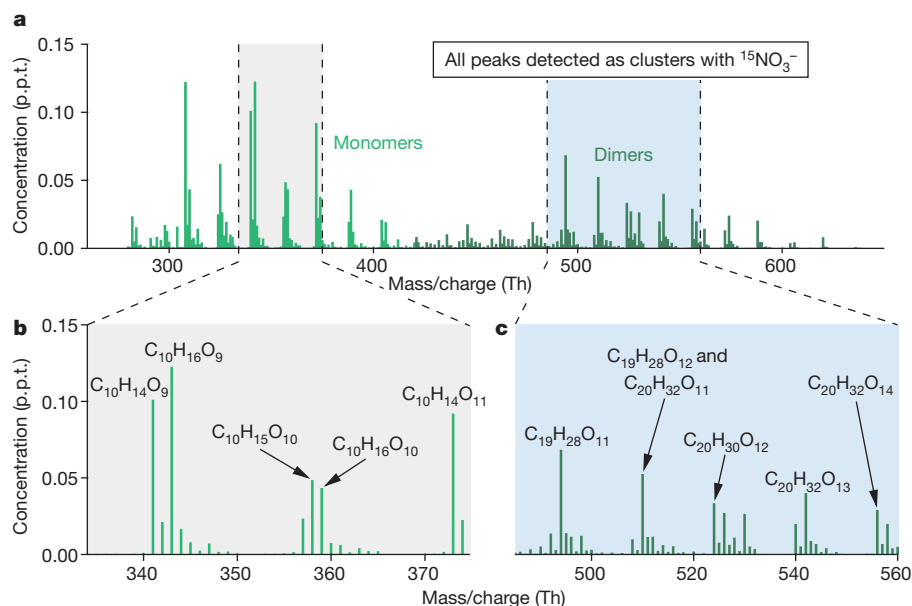 a
Concentration (p.p.t.)
0.15
0.10
0.05
0.00
All peaks detected as clusters with ¹⁵NO₃⁻
Monomers
Dimers
300
400
500
600
Mass/charge (Th)
b
Concentration (p.p.t.)
0.15
0.10
0.05
0.00
C₁₀H₁₆O₉
C₁₀H₁₄O₉
C₁₀H₁₄O₁₁
C₁₀H₁₅O₁₀
C₁₀H₁₆O₁₀
340
350
360
370
Mass/charge (Th)
c
C₁₉H₂₈O₁₂ and
C₂₀H₃₂O₁₁
C₂₀H₃₂O₁₄
C₁₉H₂₈O₁₁
C₂₀H₃₀O₁₂
C₂₀H₃₂O₁₃
500
520
540
560
Mass/charge (Th)